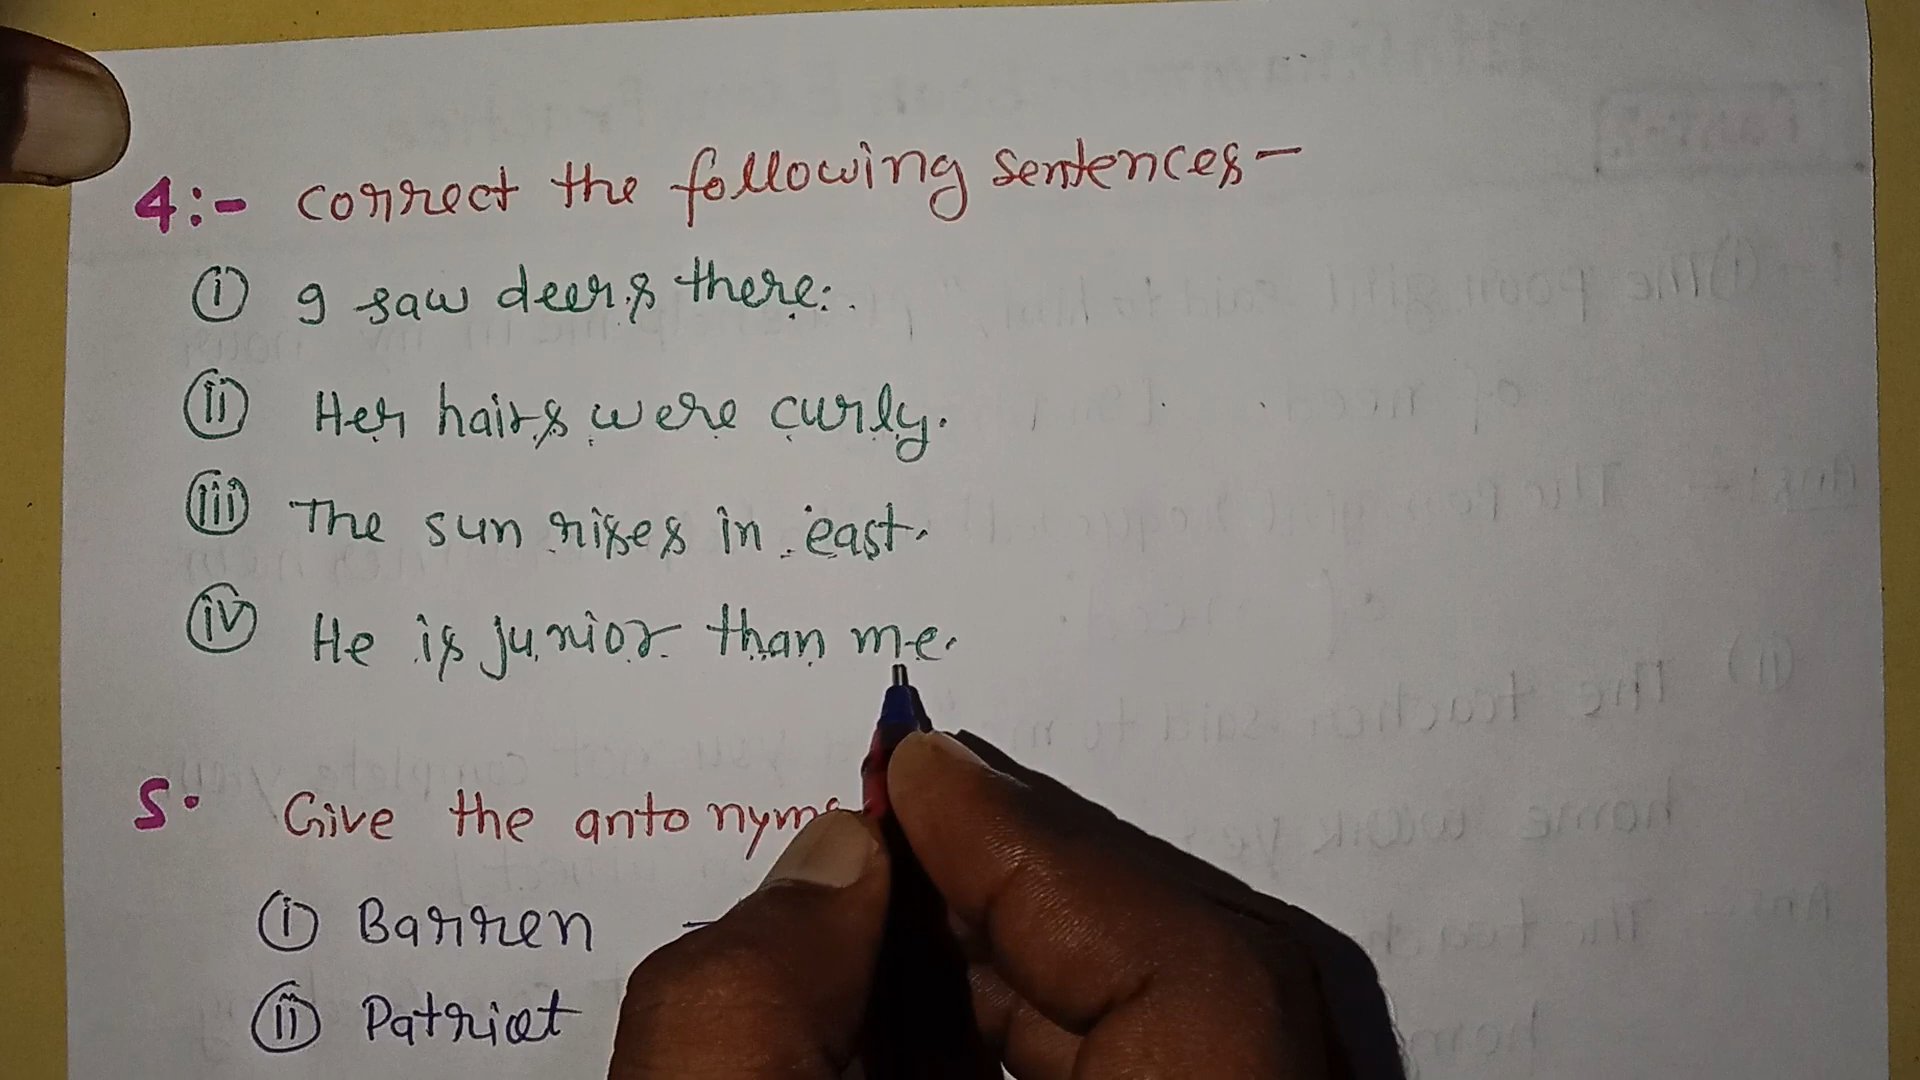 4:- correct the following sentences-
(i) I saw deers there.
(ii) Her hairs were curly.
(iii) The sun rises in east.
(iv) He is junior than me.
5. Give the antonyms
(i) Barren -
(ii) Patriot